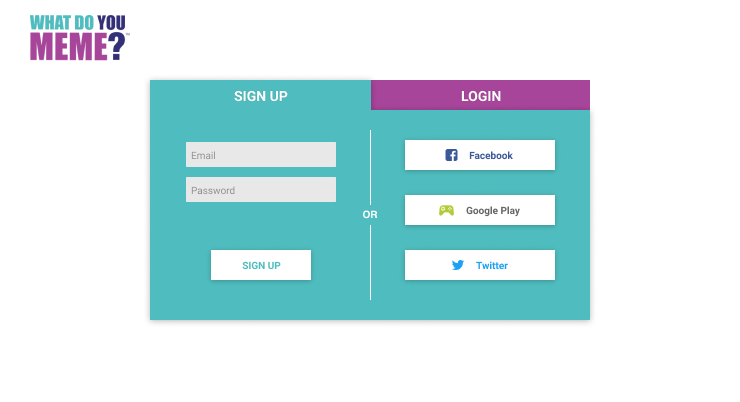 WHAT DO YOU
MEME?™
SIGN UP
LOGIN
Email
Password
SIGN UP
OR
Facebook
Google Play
Twitter